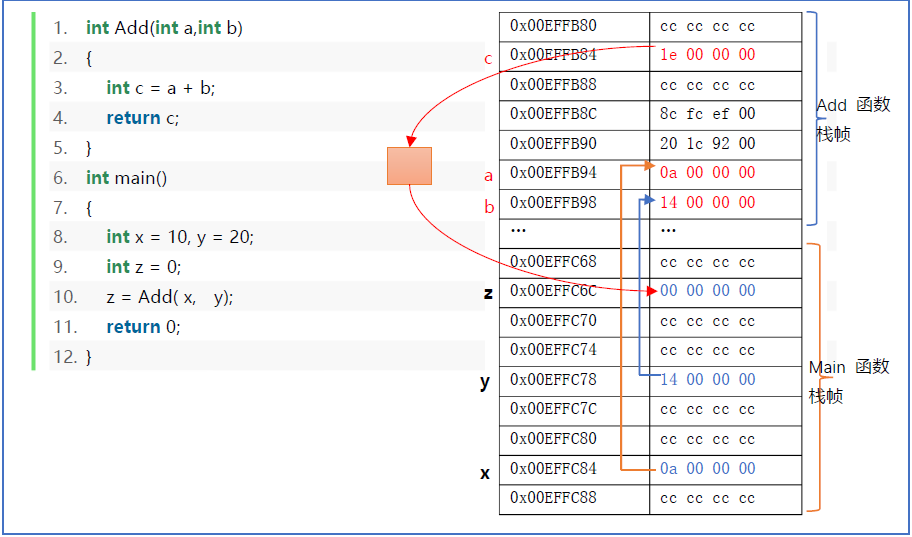 1. int Add(int a,int b)
2. {
3. int c = a + b;
4. return c;
5. }
6. int main()
7. {
8. int x = 10, y = 20;
9. int z = 0;
10. z = Add( x, y);
11. return 0;
12. }
0x00EFFB80 cc cc cc cc
c 0x00EFFB84 1e 00 00 00
0x00EFFB88 cc cc cc cc
0x00EFFB8C 8c fc ef 00
0x00EFFB90 20 1c 92 00
a 0x00EFFB94 0a 00 00 00
b 0x00EFFB98 14 00 00 00
... ...
0x00EFFC68 cc cc cc cc
z 0x00EFFC6C 00 00 00 00
0x00EFFC70 cc cc cc cc
0x00EFFC74 cc cc cc cc
y 0x00EFFC78 14 00 00 00
0x00EFFC7C cc cc cc cc
0x00EFFC80 cc cc cc cc
x 0x00EFFC84 0a 00 00 00
0x00EFFC88 cc cc cc cc
Add 函数
栈帧
Main 函数
栈帧